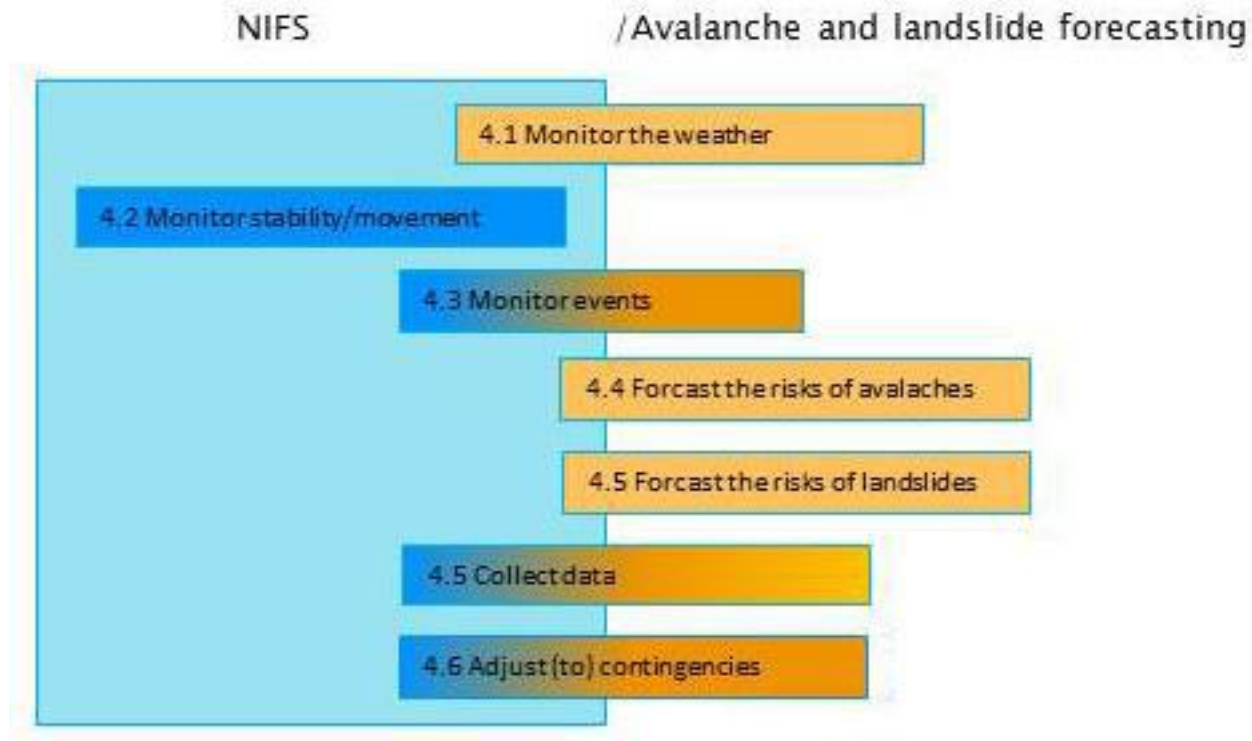 NIFS
/Avalanche and landslide forecasting
4.1 Monitor the weather
4.2 Monitor stability/movement
4.3 Monitor events
4.4 Forcast the risks of avalaches
4.5 Forcast the risks of landslides
4.5 Collect data
4.6 Adjust (to) contingencies